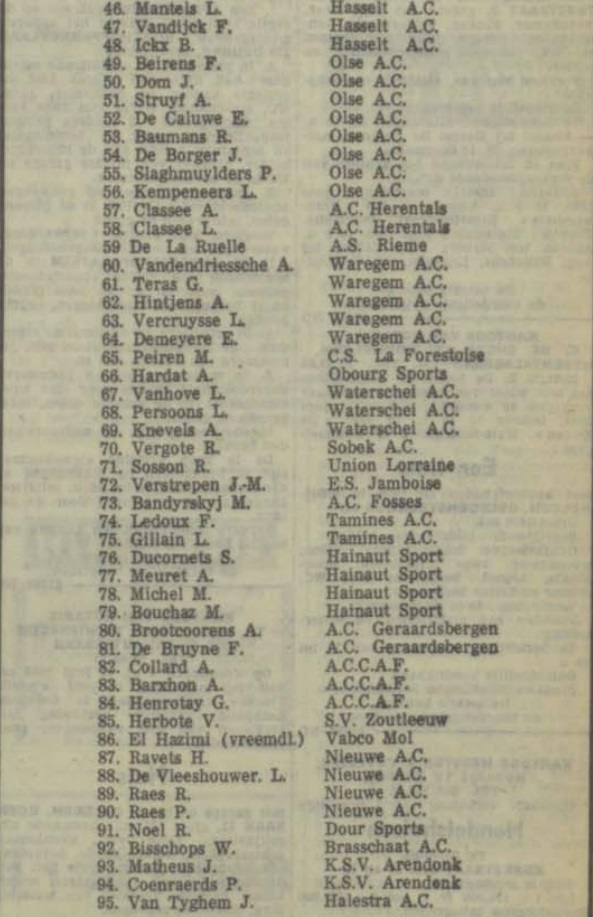 46. Mantels L. Hasselt A.C.
47. Vandijck F. Hasselt A.C.
48. Ickx B. Hasselt A.C.
49. Beirens F. Olse A.C.
50. Dom J. Olse A.C.
51. Struyf A. Olse A.C.
52. De Caluwe E. Olse A.C.
53. Baumans R. Olse A.C.
54. De Borger J. Olse A.C.
55. Slaghmuylders P. Olse A.C.
56. Kempeneers L. Olse A.C.
57. Classee A. A.C. Herentals
58. Classee L. A.C. Herentals
59 De La Ruelle A.S. Rieme
60. Vandendriessche A. Waregem A.C.
61. Teras G. Waregem A.C.
62. Hintjens A. Waregem A.C.
63. Vercruysse L. Waregem A.C.
64. Demeyere E. Waregem A.C.
65. Peiren M. C.S. La Forestoise
66. Hardat A. Obourg Sports
67. Vanhove L. Waterschei A.C.
68. Persoons L. Waterschei A.C.
69. Knevels A. Waterschei A.C.
70. Vergote R. Sobek A.C.
71. Sosson R. Union Lorraine
72. Verstrepen J.-M. E.S. Jamboise
73. Bandyrskyj M. A.C. Fosses
74. Ledoux F. Tamines A.C.
75. Gillain L. Tamines A.C.
76. Ducornets S. Hainaut Sport
77. Meuret A. Hainaut Sport
78. Michel M. Hainaut Sport
79. Bouchaz M. Hainaut Sport
80. Brootcoorens A. A.C. Geraardsbergen
81. De Bruyne F. A.C. Geraardsbergen
82. Collard A. A.C.C.A.F.
83. Barxhon A. A.C.C.A.F.
84. Henrotay G. A.C.C.A.F.
85. Herbote V. S.V. Zoutleeuw
86. El Hazimi (vreemdl.) Vabco Mol
87. Ravets H. Nieuwe A.C.
88. De Vleeshouwer. L. Nieuwe A.C.
89. Raes R. Nieuwe A.C.
90. Raes P. Nieuwe A.C.
91. Noel R. Dour Sports
92. Bisschops W. Brasschaat A.C.
93. Matheus J. K.S.V. Arendonk
94. Coenraerds P. K.S.V. Arendonk
95. Van Tyghem J. Halestra A.C.